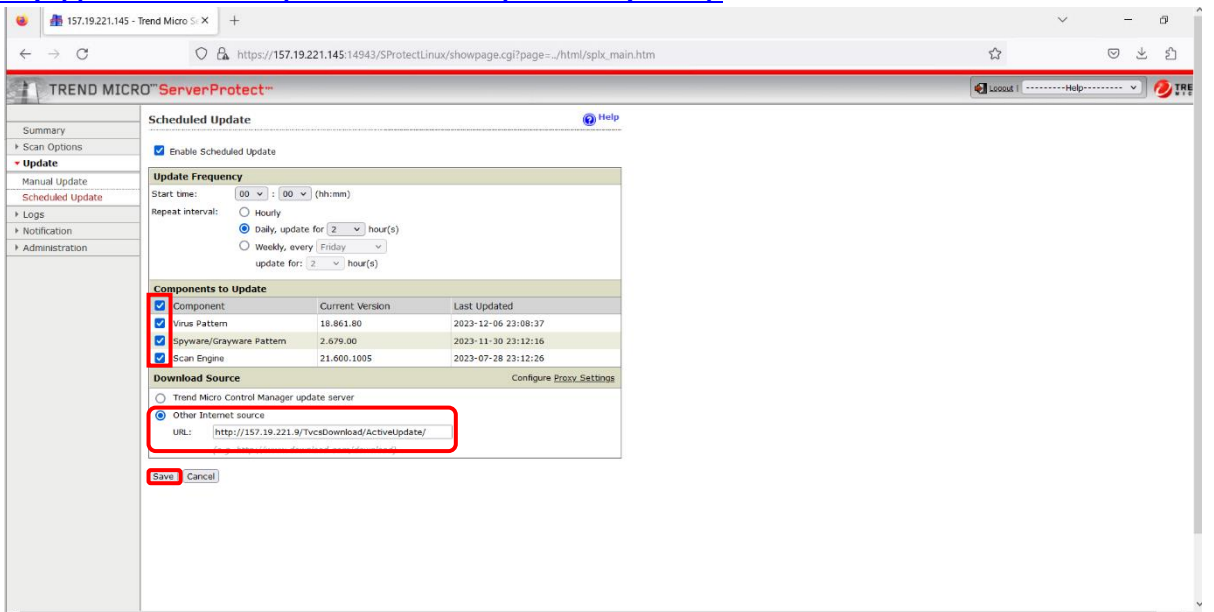 157.19.221.145 - Trend Micro Se
https://157.19.221.145:14943/SProtectLinux/showpage.cgi?page=../html/splx_main.htm
TREND MICRO™ ServerProtect™
Logout | ---------Help---------
Summary
Scan Options
Update
Manual Update
Scheduled Update
Logs
Notification
Administration
Scheduled Update
Help
Enable Scheduled Update
Update Frequency
Start time: 00 : 00 (hh:mm)
Repeat interval: Hourly
Daily, update for 2 hour(s)
Weekly, every Friday
update for: 2 hour(s)
Components to Update
Component Current Version Last Updated
Virus Pattern 18.861.80 2023-12-06 23:08:37
Spyware/Grayware Pattern 2.679.00 2023-11-30 23:12:16
Scan Engine 21.600.1005 2023-07-28 23:12:26
Download Source Configure Proxy Settings
Trend Micro Control Manager update server
Other Internet source
URL: http://157.19.221.9/TvcsDownload/ActiveUpdate/
Save Cancel